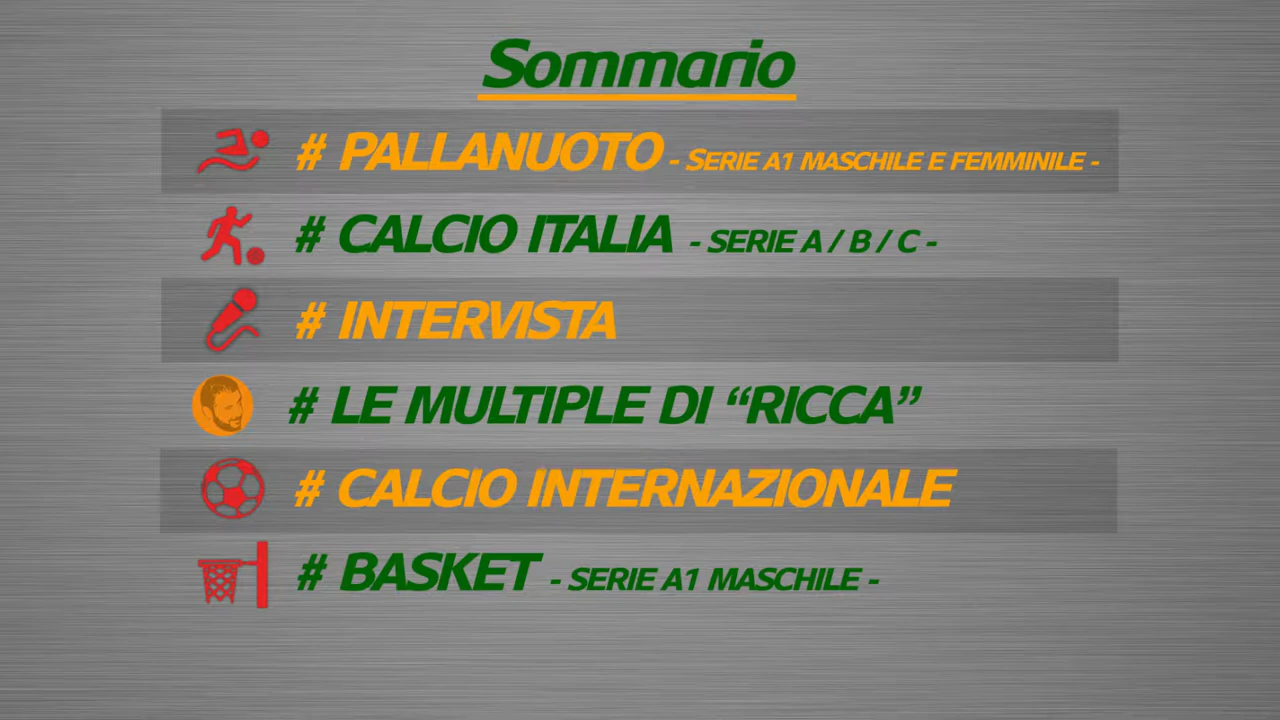 Sommario
# PALLANUOTO - SERIE A1 MASCHILE E FEMMINILE -
# CALCIO ITALIA - SERIE A / B / C -
# INTERVISTA
# LE MULTIPLE DI “RICCA”
# CALCIO INTERNAZIONALE
# BASKET - SERIE A1 MASCHILE -